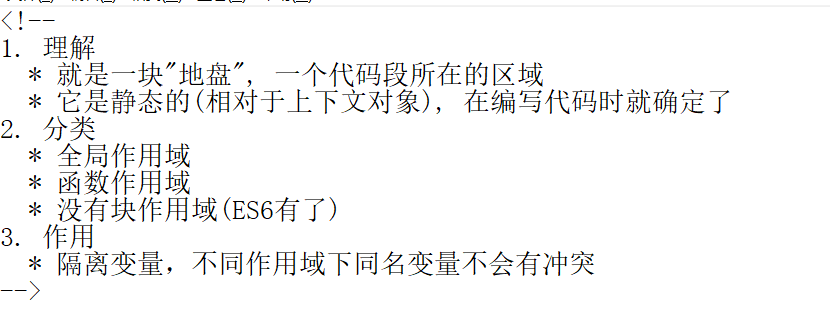 <!--
1. 理解
  * 就是一块"地盘", 一个代码段所在的区域
  * 它是静态的(相对于上下文对象), 在编写代码时就确定了
2. 分类
  * 全局作用域
  * 函数作用域
  * 没有块作用域(ES6有了)
3. 作用
  * 隔离变量，不同作用域下同名变量不会有冲突
-->